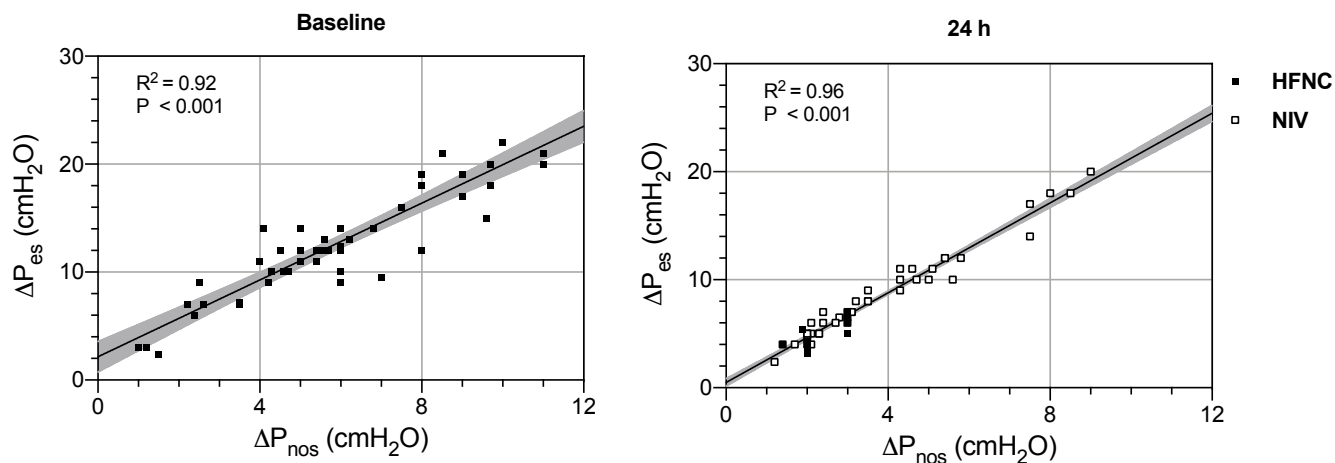 Baseline
30
20
10
0
R² = 0.92
P < 0.001
ΔPes (cmH₂O)
0 4 8 12
ΔPnos (cmH₂O)
24 h
30
20
10
0
R² = 0.96
P < 0.001
ΔPes (cmH₂O)
0 4 8 12
ΔPnos (cmH₂O)
HFNC
NIV